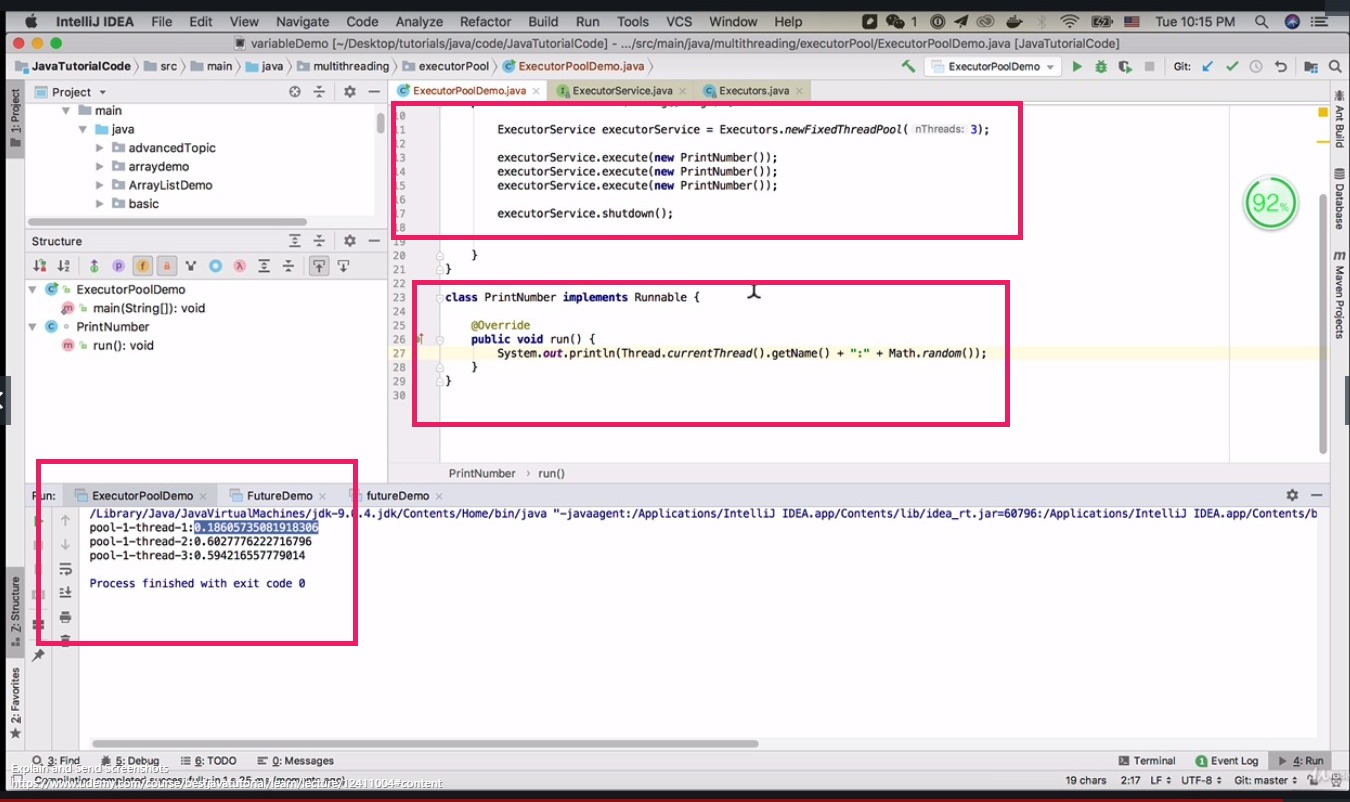 IntelliJ IDEA File Edit View Navigate Code Analyze Refactor Build Run Tools VCS Window Help 1 Tue 10:15 PM
variableDemo [~/Desktop/tutorials/java/code/JavaTutorialCode] - .../src/main/java/multithreading/executorPool/ExecutorPoolDemo.java [JavaTutorialCode]
JavaTutorialCode src main java multithreading executorPool ExecutorPoolDemo.java ExecutorPoolDemo Git:
1: Project
Project
main
java
advancedTopic
arraydemo
ArrayListDemo
basic
Structure
ExecutorPoolDemo
main(String[]): void
PrintNumber
run(): void
ExecutorPoolDemo.java ExecutorService.java Executors.java
10
11 ExecutorService executorService = Executors.newFixedThreadPool( nThreads: 3);
12
13 executorService.execute(new PrintNumber());
14 executorService.execute(new PrintNumber());
15 executorService.execute(new PrintNumber());
16
17 executorService.shutdown();
18
19
20 }
21 }
22
23 class PrintNumber implements Runnable {
24
25 @Override
26 public void run() {
27 System.out.println(Thread.currentThread().getName() + ":" + Math.random());
28 }
29 }
30
PrintNumber › run()
92%
Ant Build
Database
Maven Projects
Run: ExecutorPoolDemo FutureDemo futureDemo
/Library/Java/JavaVirtualMachines/jdk-9.0.4.jdk/Contents/Home/bin/java "-javaagent:/Applications/IntelliJ IDEA.app/Contents/lib/idea_rt.jar=60796:/Applications/IntelliJ IDEA.app/Contents/b
pool-1-thread-1:0.18605735081918306
pool-1-thread-2:0.6027776222716796
pool-1-thread-3:0.594216557779014
Process finished with exit code 0
Z: Structure
2: Favorites
3: Find 5: Debug 6: TODO 0: Messages Terminal 1 Event Log 4: Run
Explain and Send Screenshots
19 chars 2:17 LF UTF-8 Git: master
https://www.udemy.com/course/bestjavatutorial/learn/lecture/12411004#content